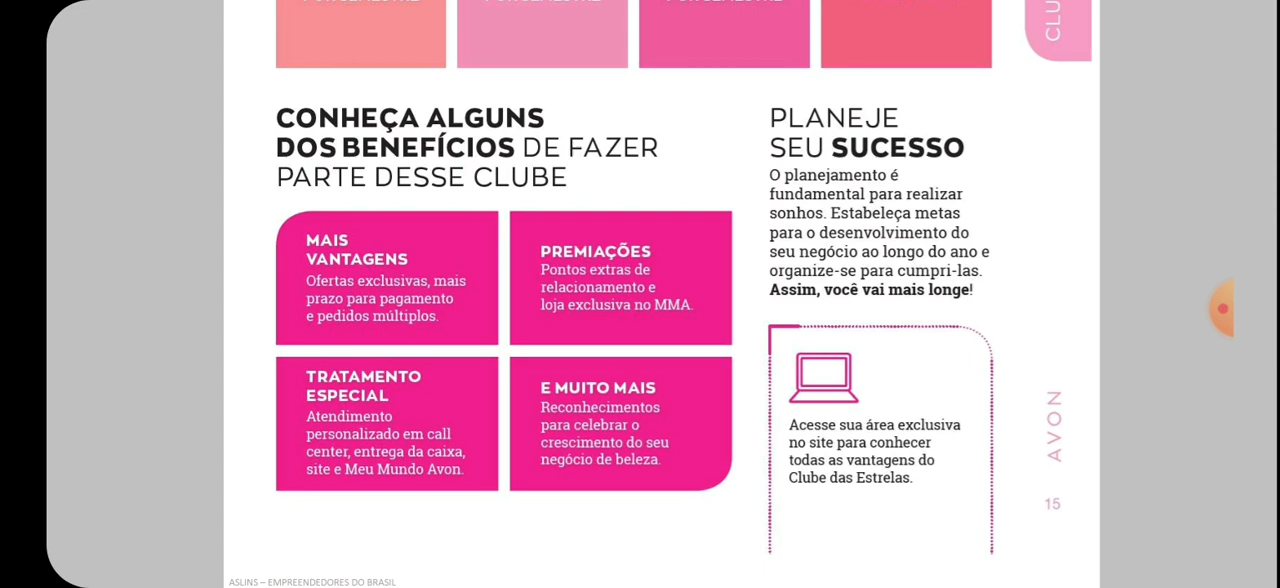 CLU
CONHEÇA ALGUNS
DOS BENEFÍCIOS DE FAZER
PARTE DESSE CLUBE
MAIS
VANTAGENS
Ofertas exclusivas, mais
prazo para pagamento
e pedidos múltiplos.
PREMIAÇÕES
Pontos extras de
relacionamento e
loja exclusiva no MMA.
TRATAMENTO
ESPECIAL
Atendimento
personalizado em call
center, entrega da caixa,
site e Meu Mundo Avon.
E MUITO MAIS
Reconhecimentos
para celebrar o
crescimento do seu
negócio de beleza.
PLANEJE
SEU SUCESSO
O planejamento é
fundamental para realizar
sonhos. Estabeleça metas
para o desenvolvimento do
seu negócio ao longo do ano e
organize-se para cumpri-las.
Assim, você vai mais longe!
Acesse sua área exclusiva
no site para conhecer
todas as vantagens do
Clube das Estrelas.
AVON
15
ASLINS – EMPREENDEDORES DO BRASIL